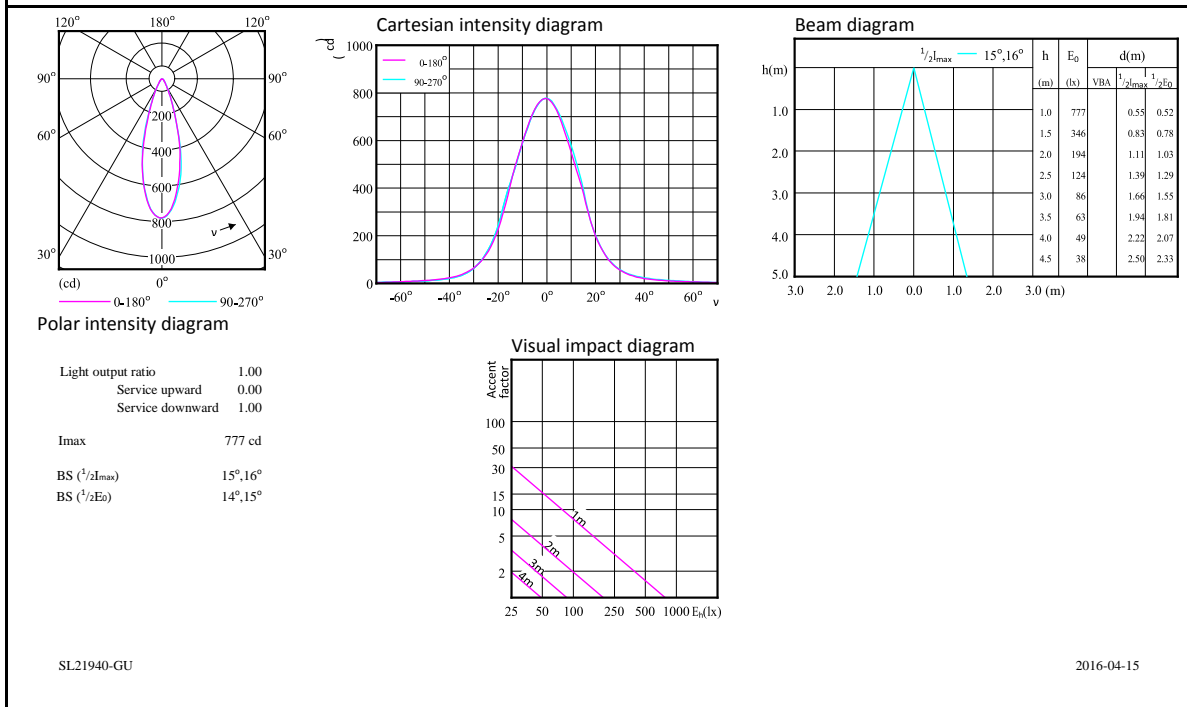 120° 180° 120°
90° 90°
60° 60°
30° 30°
200
400
600
800
1000
ν
(cd) 0°
0-180° 90-270°
Polar intensity diagram
Cartesian intensity diagram
(cd)
1000
800
600
400
200
0
0-180°
90-270°
-60° -40° -20° 0° 20° 40° 60° ν
Beam diagram
1/2Imax 15°,16°
h(m)
1.0
2.0
3.0
4.0
5.0
3.0 2.0 1.0 0.0 1.0 2.0 3.0 (m)
h E0 d(m)
(m) (lx) VBA 1/2Imax 1/2E0
1.0 777 0.55 0.52
1.5 346 0.83 0.78
2.0 194 1.11 1.03
2.5 124 1.39 1.29
3.0 86 1.66 1.55
3.5 63 1.94 1.81
4.0 49 2.22 2.07
4.5 38 2.50 2.33
Light output ratio 1.00
Service upward 0.00
Service downward 1.00
Imax 777 cd
BS (1/2Imax) 15°,16°
BS (1/2E0) 14°,15°
Visual impact diagram
Accent
factor
100
50
30
15
10
5
2
1m
2m
3m
4m
25 50 100 250 500 1000 Eh(lx)
SL21940-GU 2016-04-15